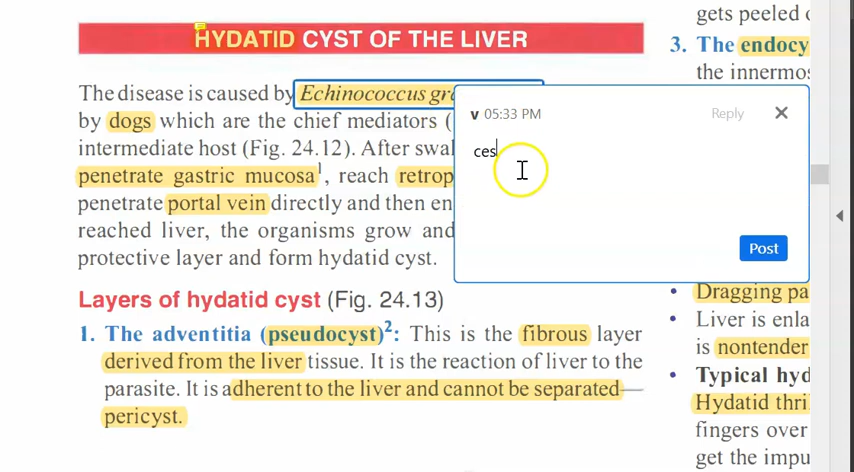 HYDATID CYST OF THE LIVER
The disease is caused by Echinococcus gr
by dogs which are the chief mediators (
intermediate host (Fig. 24.12). After swal
penetrate gastric mucosa¹, reach retrop
penetrate portal vein directly and then en
reached liver, the organisms grow and
protective layer and form hydatid cyst.
Layers of hydatid cyst (Fig. 24.13)
1. The adventitia (pseudocyst)²: This is the fibrous layer
derived from the liver tissue. It is the reaction of liver to the
parasite. It is adherent to the liver and cannot be separated—
pericyst.
v 05:33 PM
Reply
ces
Post
gets peeled
3. The endocy
the innermos
• Dragging pa
• Liver is enla
is nontender
• Typical hyd
Hydatid thri
fingers over
get the impu